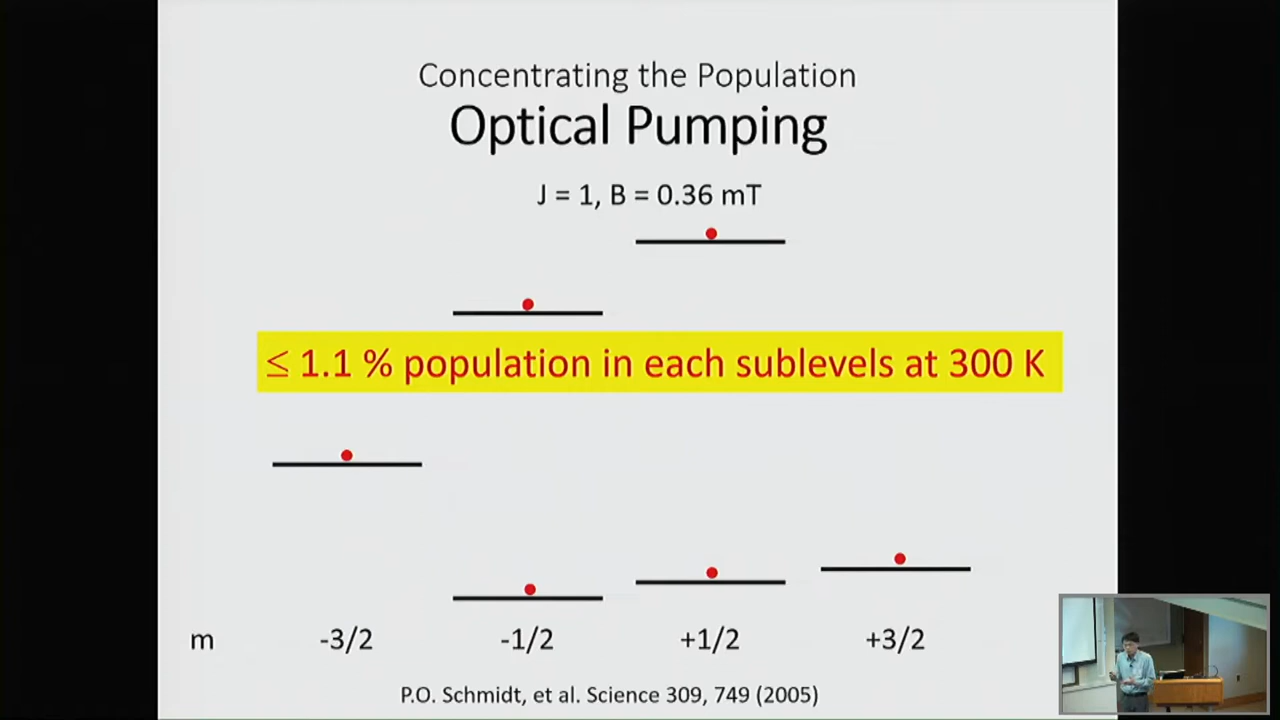 Concentrating the Population
Optical Pumping
J = 1, B = 0.36 mT
≤ 1.1 % population in each sublevels at 300 K
m -3/2 -1/2 +1/2 +3/2
P.O. Schmidt, et al. Science 309, 749 (2005)